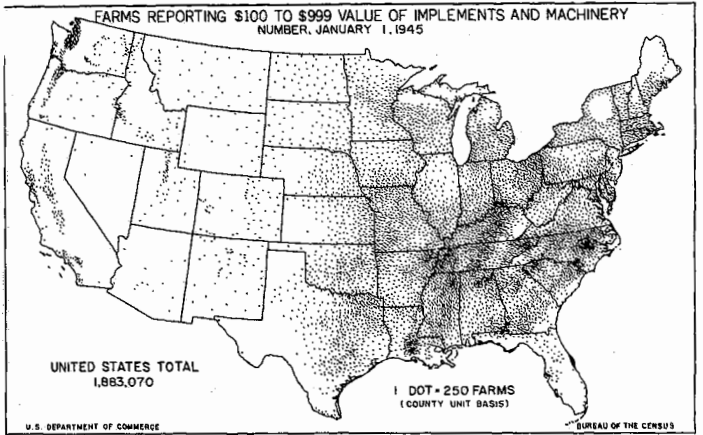 FARMS REPORTING $100 TO $999 VALUE OF IMPLEMENTS AND MACHINERY
NUMBER, JANUARY 1, 1945
UNITED STATES TOTAL
1,883,070
1 DOT = 250 FARMS
(COUNTY UNIT BASIS)
U.S. DEPARTMENT OF COMMERCE
BUREAU OF THE CENSUS